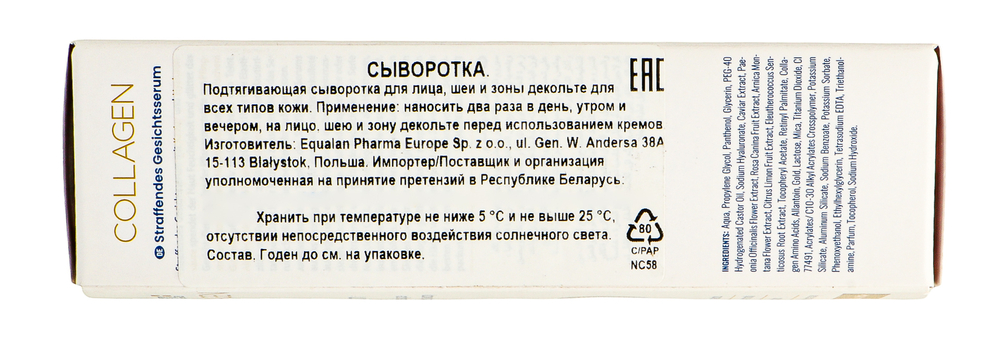 COLLAGEN
DE Straffendes Gesichtsserum
СЫВОРОТКА.
Подтягивающая сыворотка для лица, шеи и зоны декольте для
всех типов кожи. Применение: наносить два раза в день, утром и
вечером, на лицо. шею и зону декольте перед использованием кремов
Изготовитель: Equalan Pharma Europe Sp. z o.o., ul. Gen. W. Andersa 38A
15-113 Białystok, Польша. Импортер/Поставщик и организация
уполномоченная на принятие претензий в Республике Беларусь:
Хранить при температуре не ниже 5 °C и не выше 25 °C,
отсутствии непосредственного воздействия солнечного света.
Состав. Годен до см. на упаковке.
EAC
80
C/PAP
NC58
INGREDIENTS: Aqua, Propylene Glycol, Panthenol, Glycerin, PEG-40
Hydrogenated Castor Oil, Sodium Hyaluronate, Caviar Extract, Pae-
onia Officinalis Flower Extract, Rosa Canina Fruit Extract, Arnica Mon-
tana Flower Extract, Citrus Limon Fruit Extract, Eleutherococcus Sen-
ticosus Root Extract, Tocopheryl Acetate, Retinyl Palmitate, Colla-
gen Amino Acids, Allantoin, Gold, Lactose, Mica, Titanium Dioxide, CI
77491, Acrylates/C10-30 Alkyl Acrylates Crosspolymer, Potassium
Silicate, Aluminum Silicate, Sodium Benzoate, Potassium Sorbate,
Phenoxyethanol, Ethylhexylglycerin, Tetrasodium EDTA, Triethanol-
amine, Parfum, Tocopherol, Sodium Hydroxide.